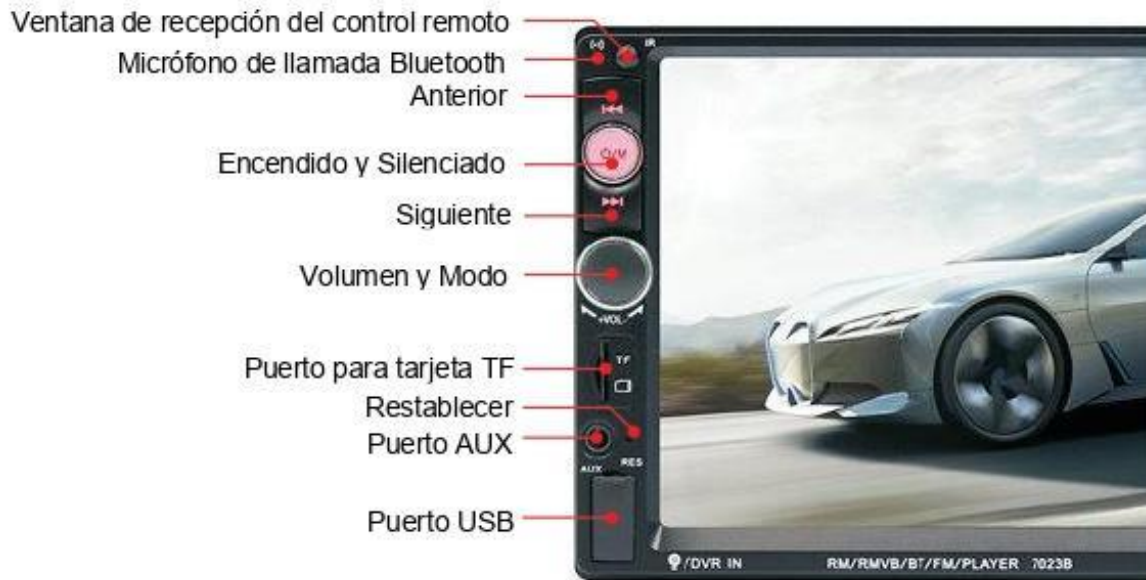 Ventana de recepción del control remoto
IR
Micrófono de llamada Bluetooth
Anterior
Encendido y Silenciado
/M
Siguiente
Volumen y Modo
+VOL-
Puerto para tarjeta TF
TF
Restablecer
Puerto AUX
AUX
RES
Puerto USB
/DVR IN
RM/RMVB/BT/FM/PLAYER 7023B